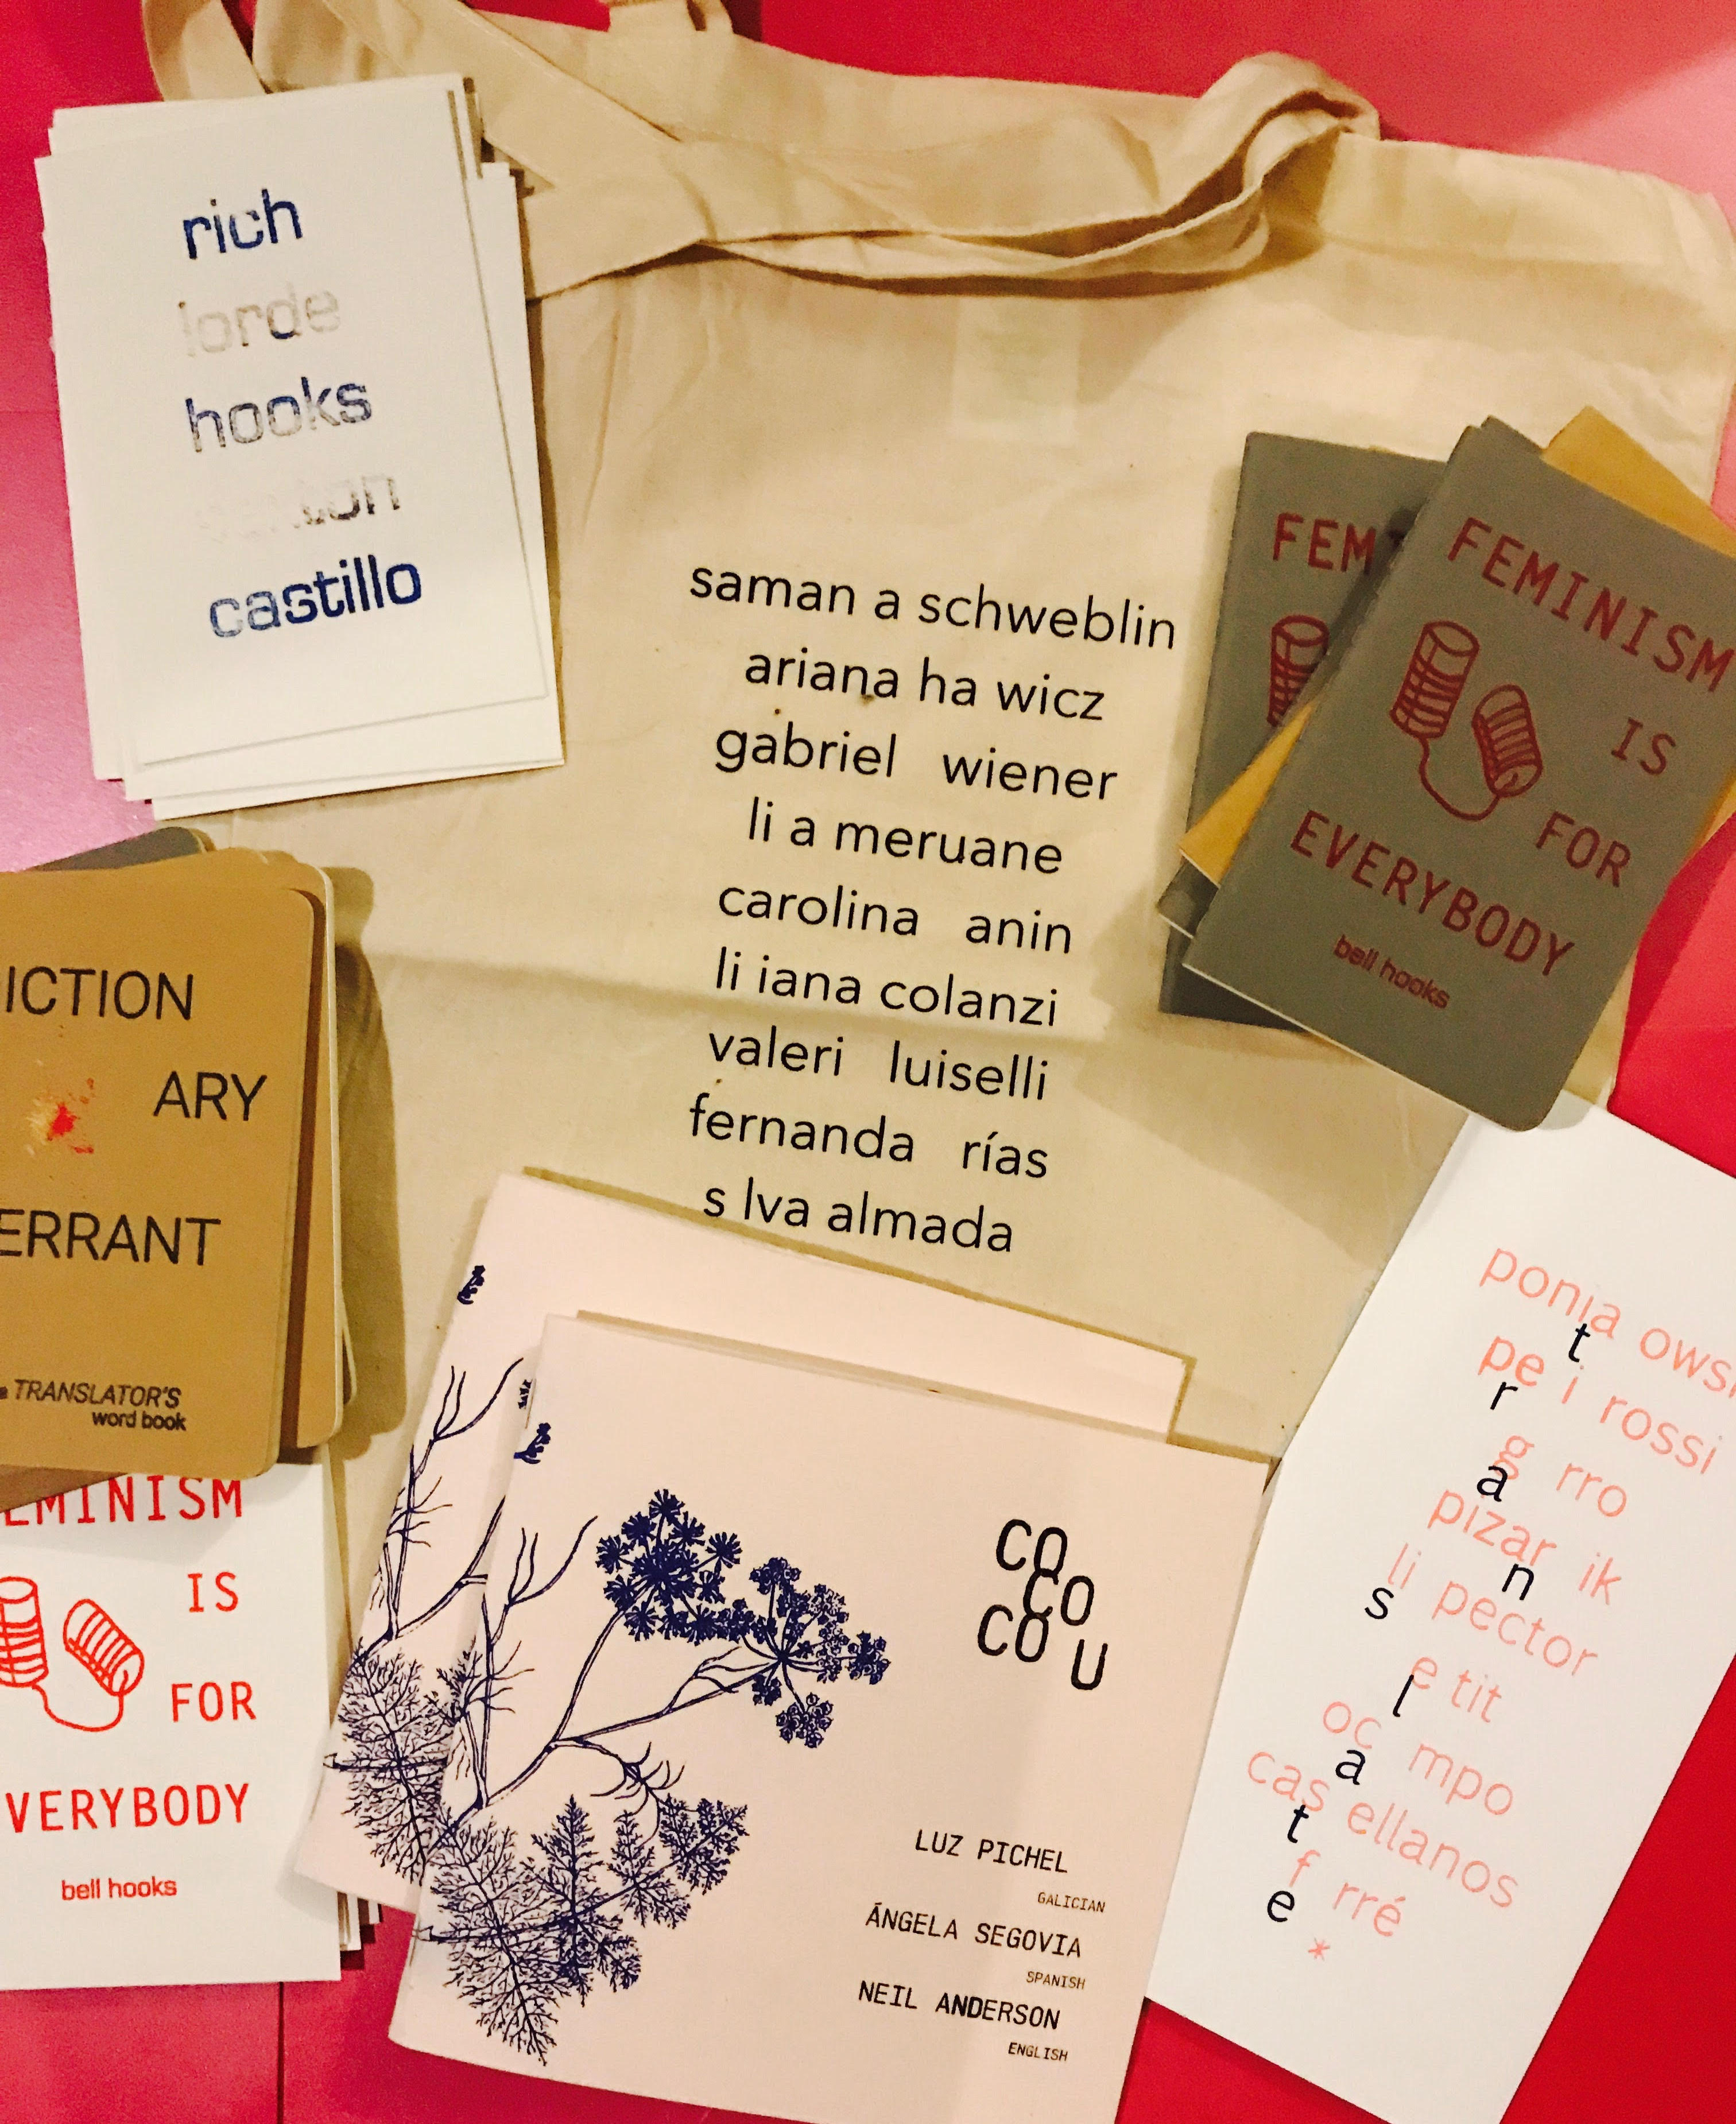 rich
lorde
hooks
castillo
saman a schweblin
ariana ha wicz
gabriel wiener
li a meruane
carolina anin
li iana colanzi
valeri luiselli
fernanda rías
s lva almada
FEM
FEMINISM
IS
FOR
EVERYBODY
bell hooks
ICTION
ARY
ERRANT
TRANSLATOR'S
word book
EMINISM
IS
FOR
VERYBODY
bell hooks
CO
CO
CO U
LUZ PICHEL
GALICIAN
ÁNGELA SEGOVIA
SPANISH
NEIL ANDERSON
ENGLISH
ponia ows
t
pe i rossi
r
g rro
a
pizar ik
n
li pector
s
e tit
l
oc mpo
a
cas ellanos
t
f rré
e
*